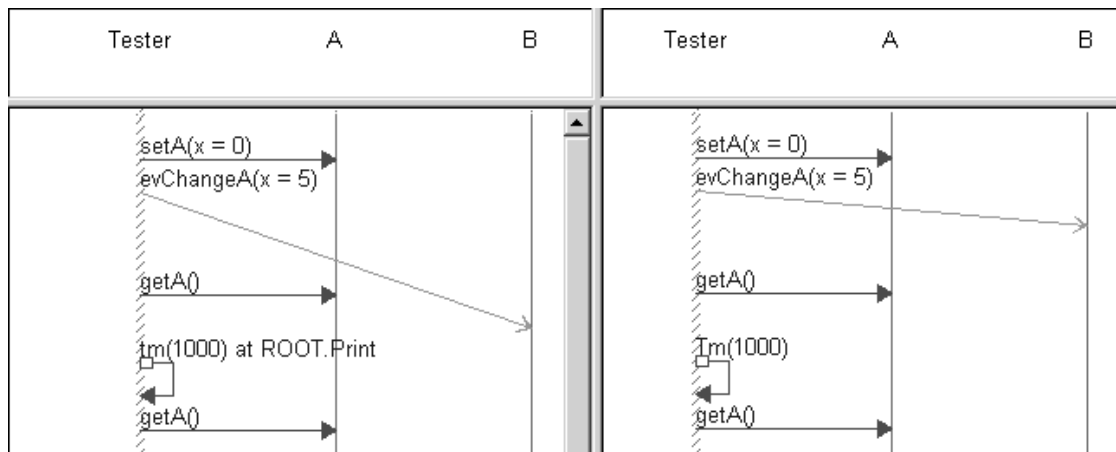 Tester A B
setA(x = 0)
evChangeA(x = 5)
getA()
tm(1000) at ROOT.Print
getA()
Tester A B
setA(x = 0)
evChangeA(x = 5)
getA()
Tm(1000)
getA()